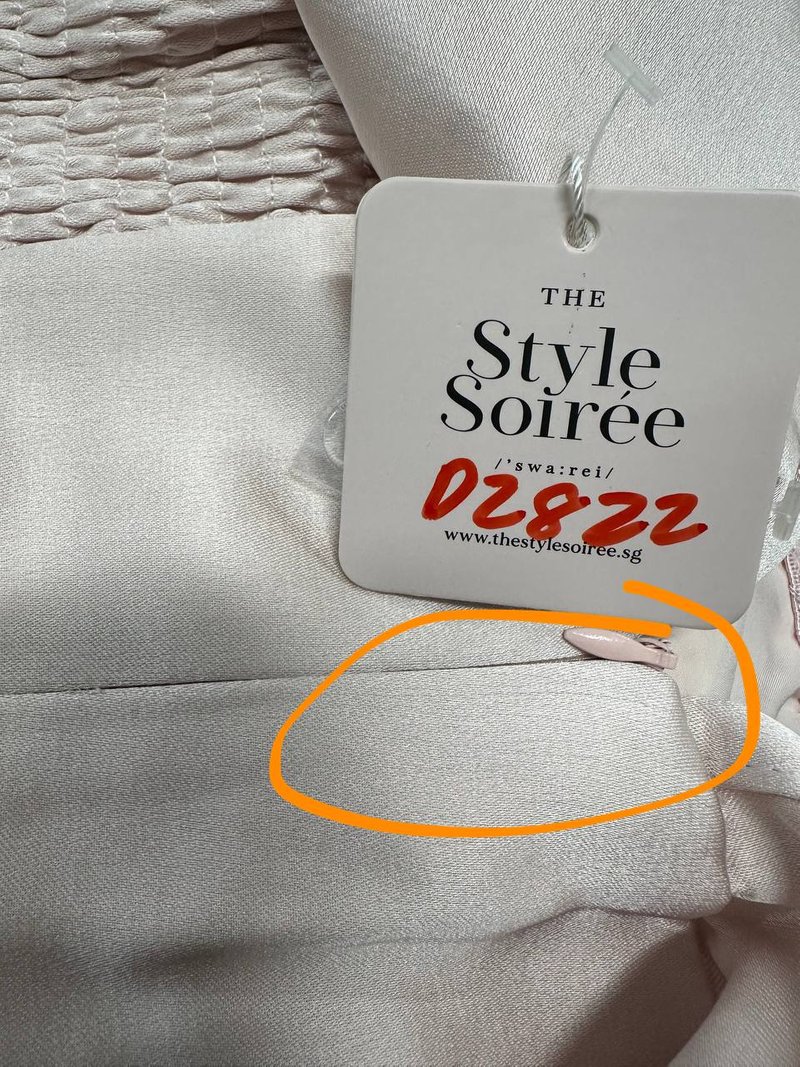 THE
Style
Soirée
/'swa:rei/
D2822
www.thestylesoiree.sg